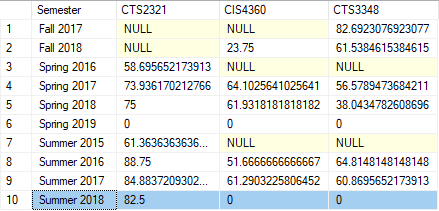 Semester CTS2321 CIS4360 CTS3348
1 Fall 2017 NULL NULL 82.6923076923077
2 Fall 2018 NULL 23.75 61.5384615384615
3 Spring 2016 58.695652173913 NULL NULL
4 Spring 2017 73.936170212766 64.1025641025641 56.5789473684211
5 Spring 2018 75 61.9318181818182 38.0434782608696
6 Spring 2019 0 0 0
7 Summer 2015 61.3636363636... NULL NULL
8 Summer 2016 88.75 51.6666666666667 64.8148148148148
9 Summer 2017 84.8837209302... 61.2903225806452 60.8695652173913
10 Summer 2018 82.5 0 0